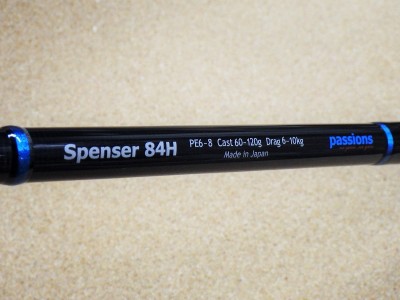 Spenser 84H PE6-8 Cast 60-120g Drag 6-10kg passions
Made in Japan